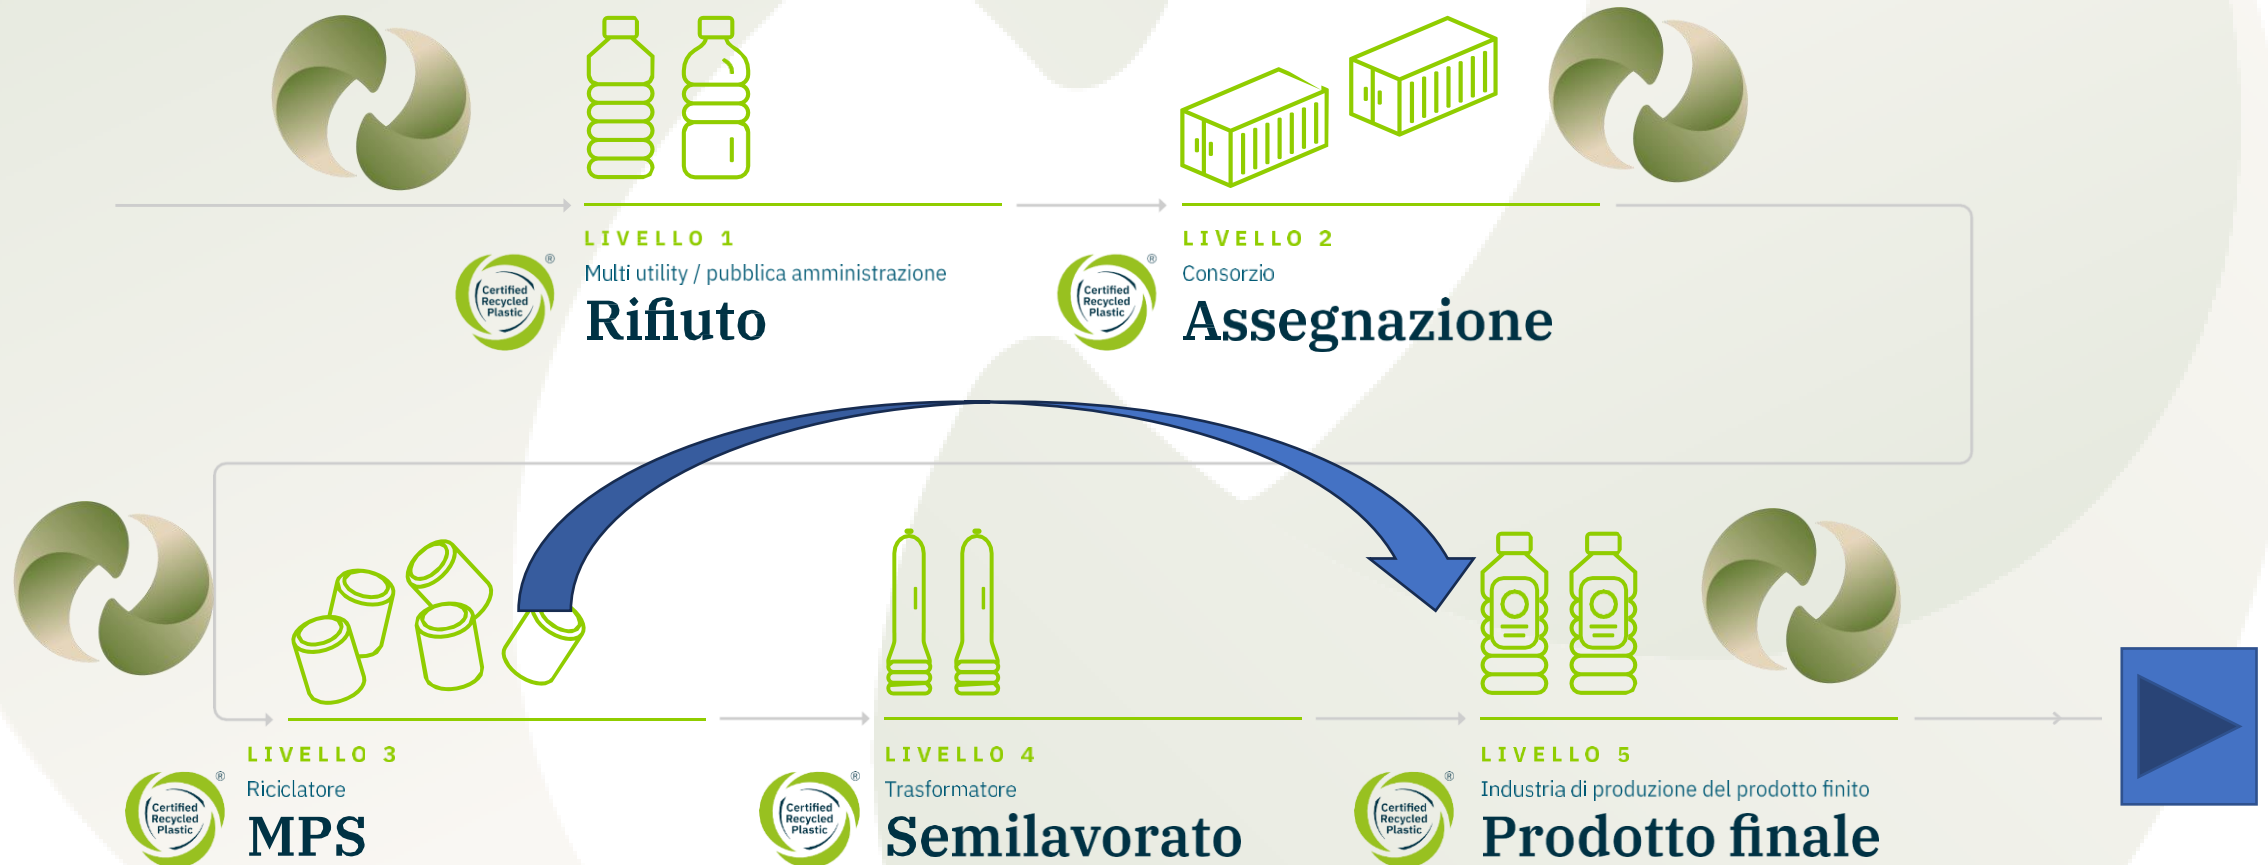 LIVELLO 1
Multi utility / pubblica amministrazione
Rifiuto
Certified
Recycled
Plastic
®
LIVELLO 2
Consorzio
Assegnazione
Certified
Recycled
Plastic
®
LIVELLO 3
Riciclatore
MPS
Certified
Recycled
Plastic
®
LIVELLO 4
Trasformatore
Semilavorato
Certified
Recycled
Plastic
®
LIVELLO 5
Industria di produzione del prodotto finito
Prodotto finale
Certified
Recycled
Plastic
®